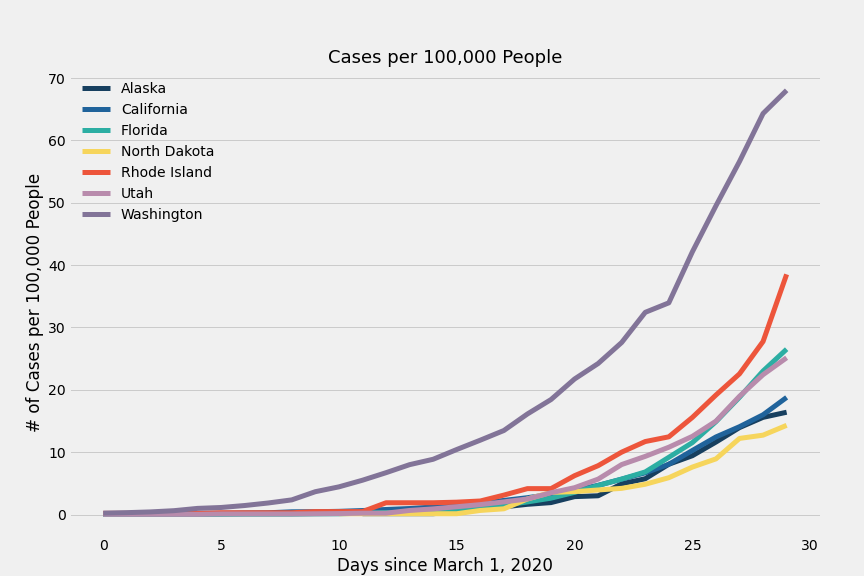 Cases per 100,000 People
70
60
50
40
30
20
10
0
# of Cases per 100,000 People
Alaska
California
Florida
North Dakota
Rhode Island
Utah
Washington
0 5 10 15 20 25 30
Days since March 1, 2020